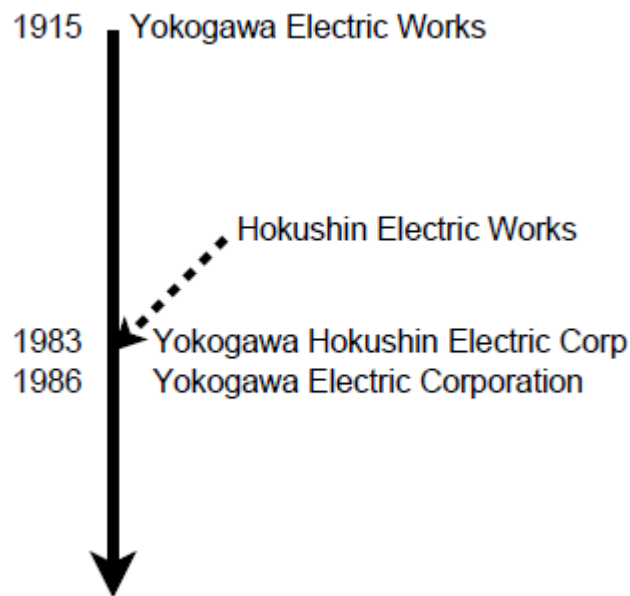 1915 Yokogawa Electric Works
Hokushin Electric Works
1983 Yokogawa Hokushin Electric Corp
1986 Yokogawa Electric Corporation